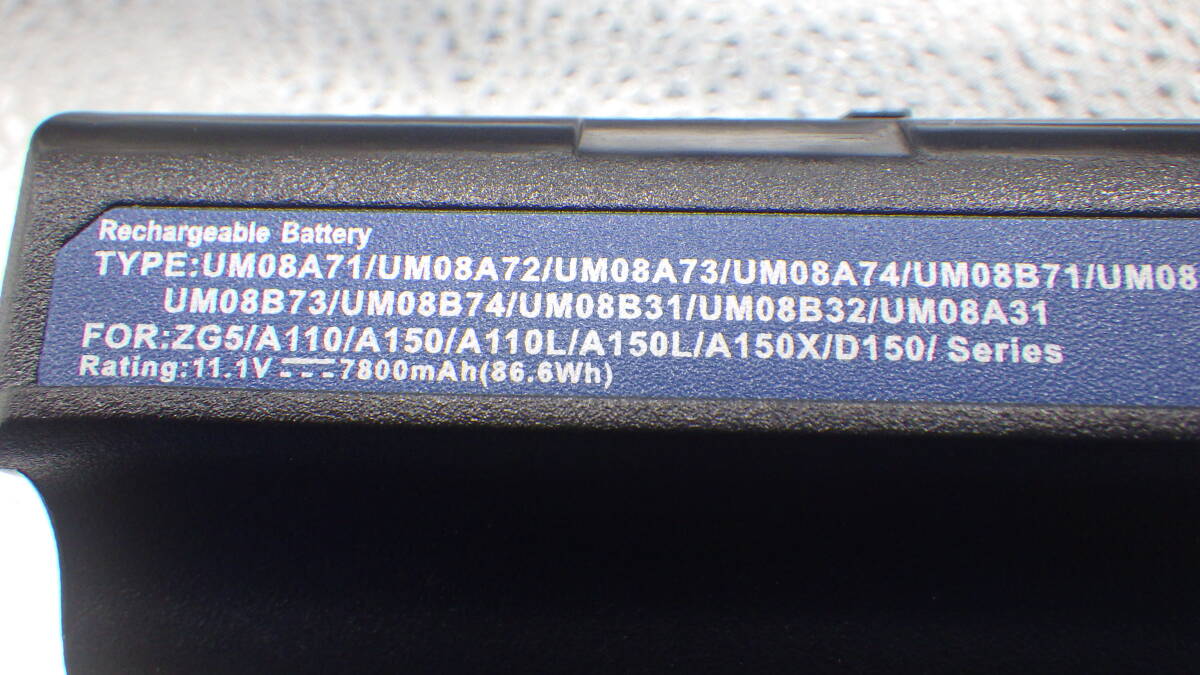 Rechargeable Battery
TYPE:UM08A71/UM08A72/UM08A73/UM08A74/UM08B71/UM08
UM08B73/UM08B74/UM08B31/UM08B32/UM08A31
FOR:ZG5/A110/A150/A110L/A150L/A150X/D150/ Series
Rating:11.1V ⎓ 7800mAh(86.6Wh)